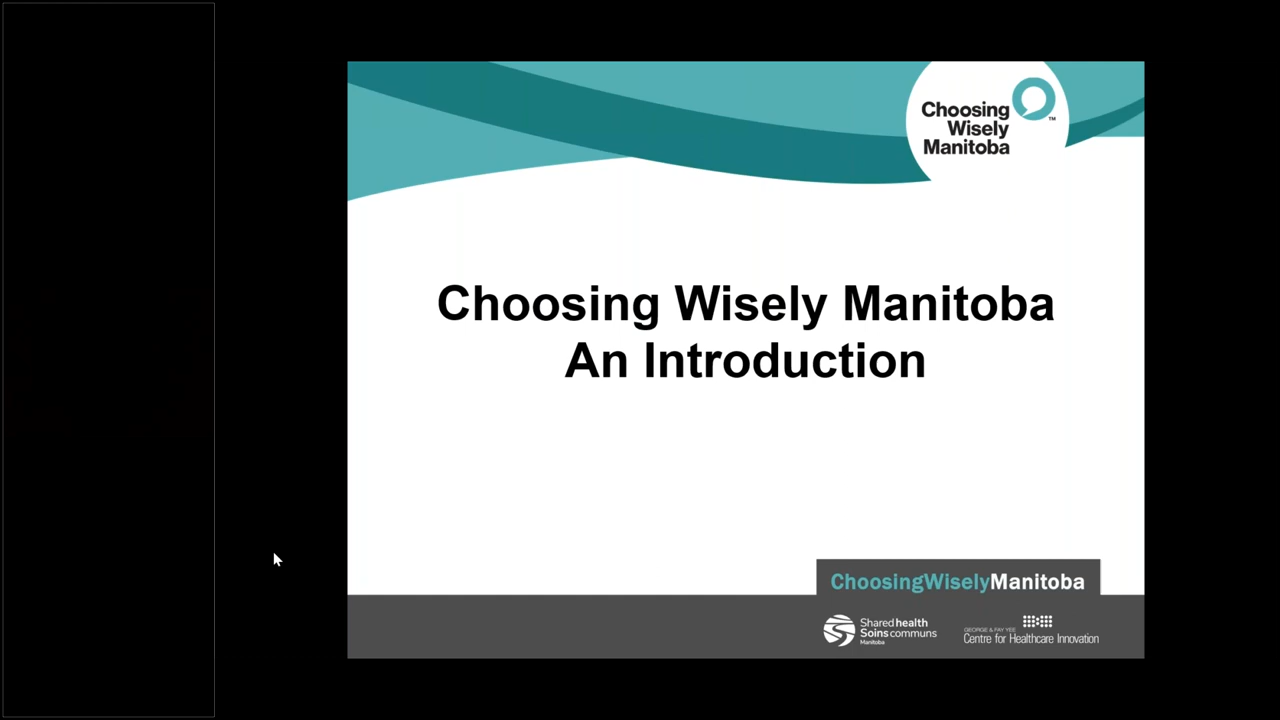 Choosing
Wisely
Manitoba
TM
Choosing Wisely Manitoba
An Introduction
ChoosingWiselyManitoba
Shared health
Soins communs
Manitoba
GEORGE & FAY YEE
Centre for Healthcare Innovation